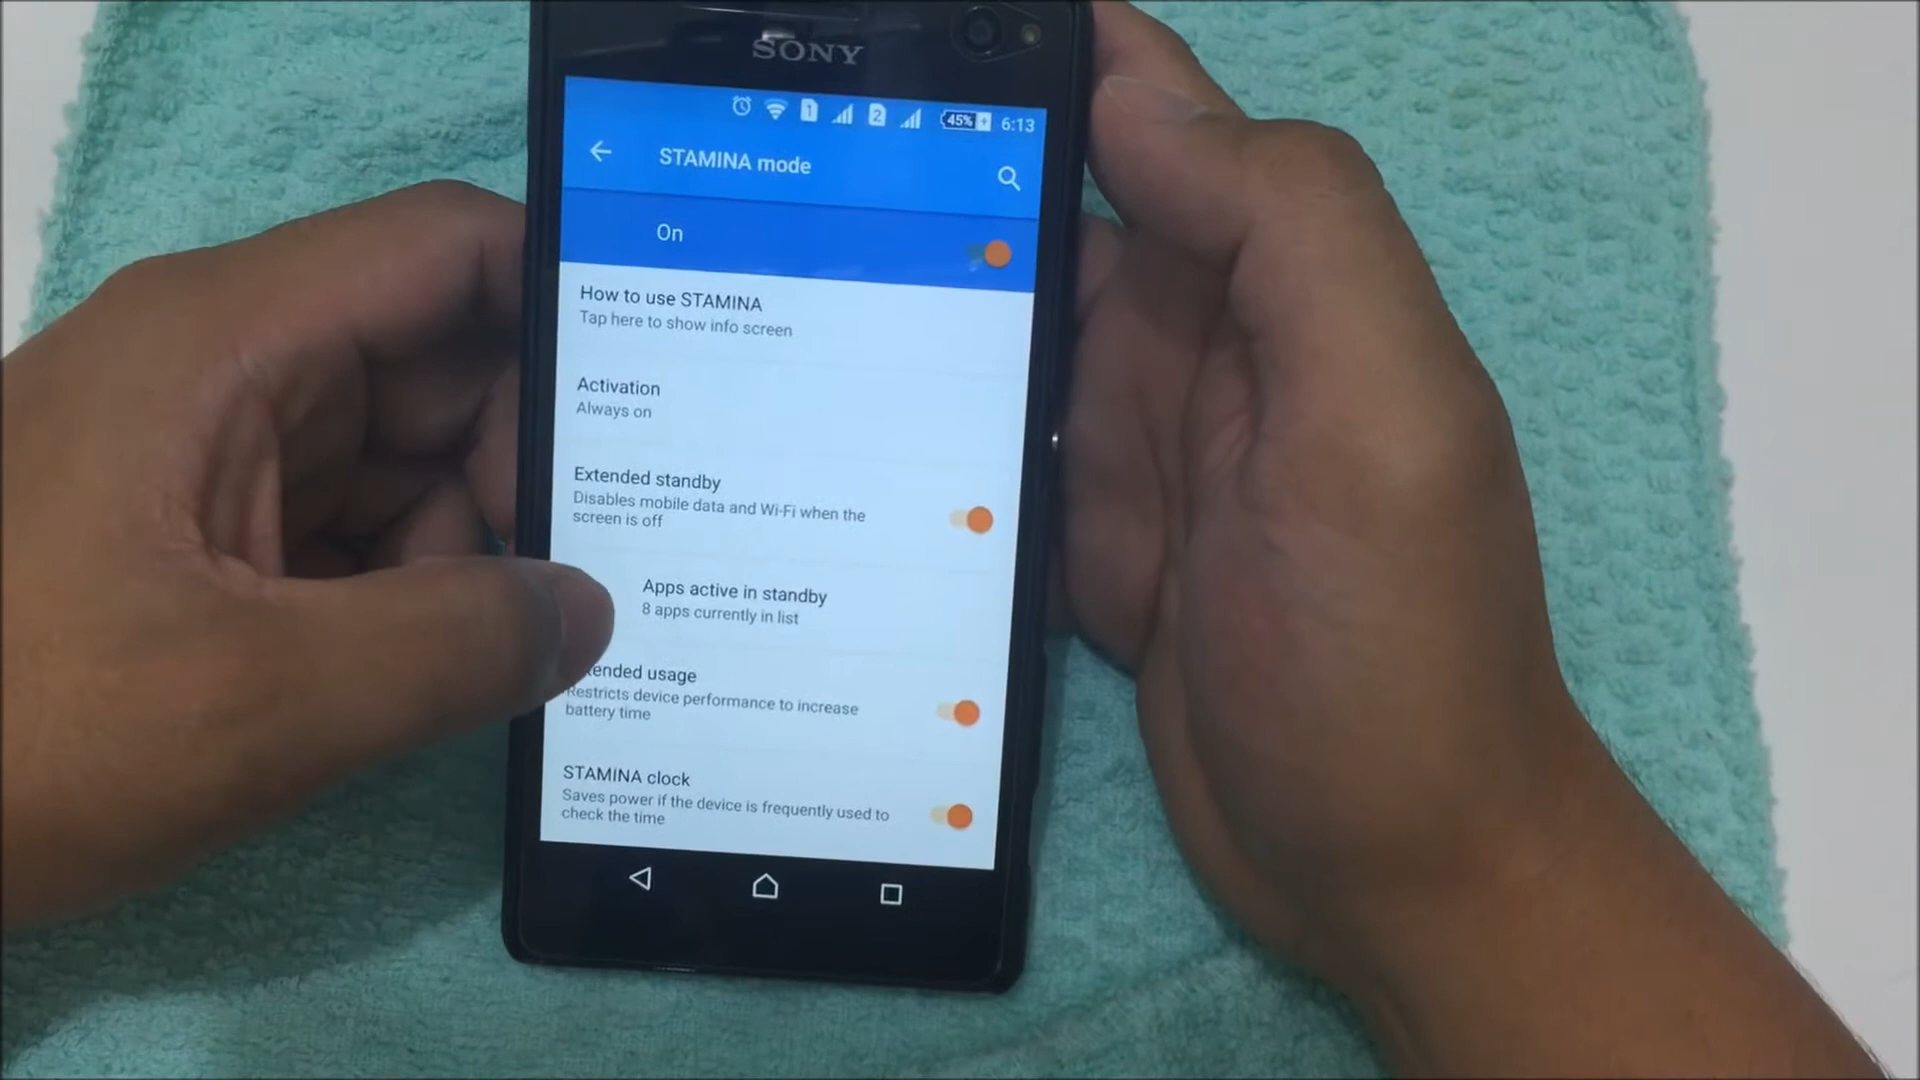 SONY
1 2 45% 6:13
STAMINA mode
On
How to use STAMINA
Tap here to show info screen
Activation
Always on
Extended standby
Disables mobile data and Wi-Fi when the
screen is off
Apps active in standby
8 apps currently in list
ended usage
Restricts device performance to increase
battery time
STAMINA clock
Saves power if the device is frequently used to
check the time